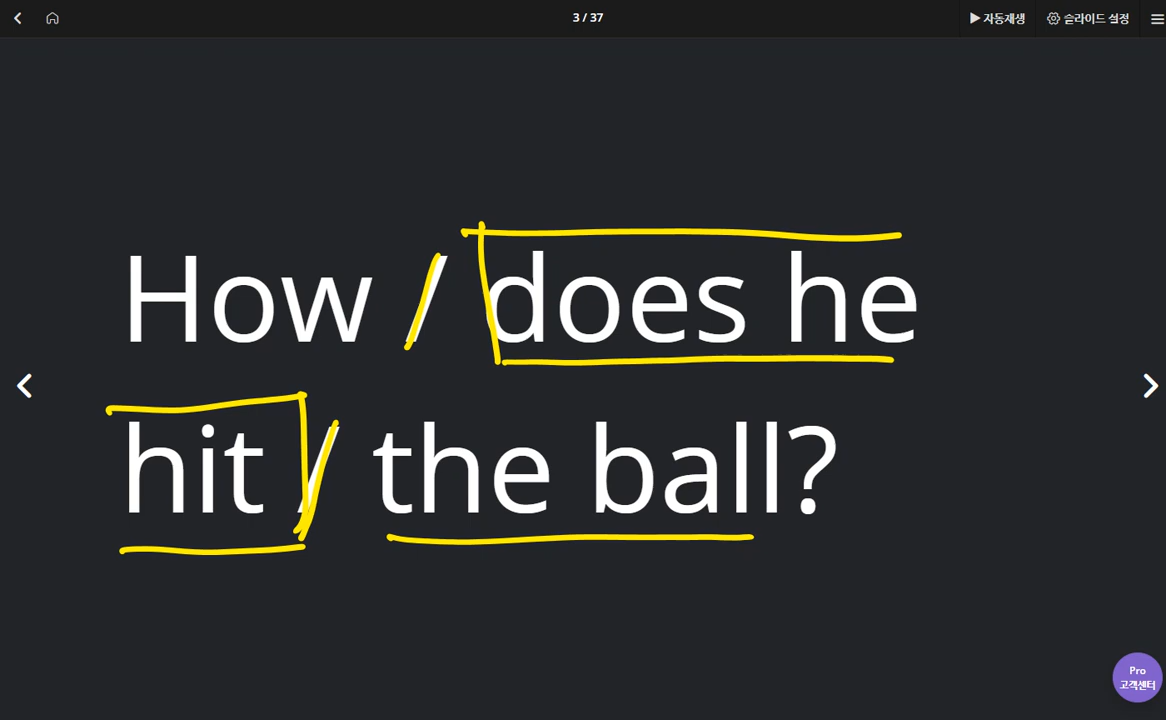 3 / 37
▶ 자동재생
슬라이드 설정
How / does he
hit / the ball?
Pro
고객센터